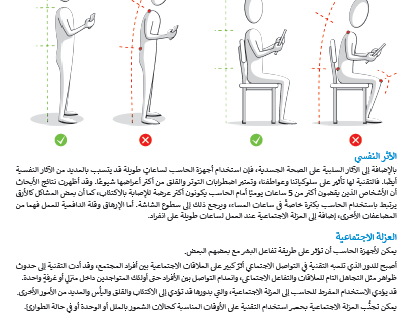 الأثر النفسي
بالإضافة إلى الآثار السلبية على الصحة الجسدية، فإن استخدام أجهزة الحاسب لساعاتٍ طويلة قد يتسبب بالعديد من الآثار النفسية
أيضًا. فالتقنية لها تأثير على سلوكياتنا وعواطفنا، وتعتبر اضطرابات التوتر والقلق من أكثر أعراضها شيوعًا. وقد أظهرت نتائج الأبحاث
أن الأشخاص الذين يقضون أكثر من 5 ساعات يوميًا أمام الحاسب يكونون أكثر عرضة للإصابة بالاكتئاب، كما أن بعض المشاكل كالأرق
يرتبط باستخدام الحاسب بكثرة خاصةً في ساعات المساء، ويرجع ذلك إلى سطوع الشاشة. أما الإرهاق وقلة الدافعية للعمل فهما من
المضاعفات الأخرى، إضافة إلى العزلة الاجتماعية عند العمل لساعات طويلة على انفراد.
العزلة الاجتماعية
يمكن لأجهزة الحاسب أن تؤثر على طريقة تفاعل البشر مع بعضهم البعض.
أصبح للدور الذي تلعبه التقنية في التواصل الاجتماعي أثرٌ كبير على العلاقات الاجتماعية بين أفراد المجتمع، وقد أدت التقنية إلى حدوث
ظواهر مثل التجاهل التام للعلاقات والتفاعل الاجتماعي، وانعدام التواصل بين الأفراد حتى أولئك المتواجدين داخل منزلٍ أو غرفةٍ واحدة.
قد يؤدي الاستخدام المفرط للحاسب إلى العزلة الاجتماعية، والتي بدورها قد تؤدي إلى الاكتئاب والقلق واليأس والعديد من الأمور الأخرى.
يمكن تجنُّب العزلة الاجتماعية بحصر استخدام التقنية على الأوقات المناسبة كحالات الشعور بالملل أو الوحدة أو في حالة الطوارئ.